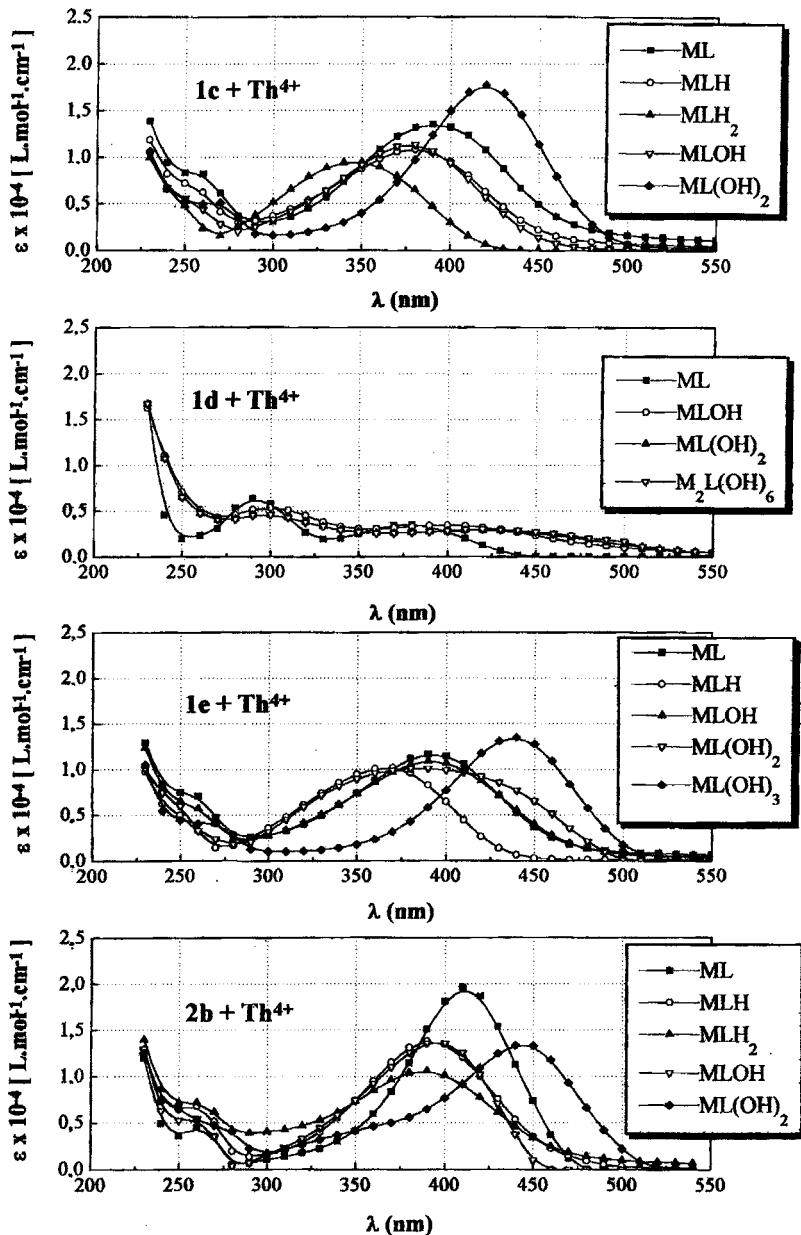 ε x 10⁻⁴ [ L.mol⁻¹.cm⁻¹ ]
2,5
2,0
1,5
1,0
0,5
0,0
1c + Th⁴⁺
ML
MLH
MLH₂
MLOH
ML(OH)₂
200 250 300 350 400 450 500 550
λ (nm)
ε x 10⁻⁴ [ L.mol⁻¹.cm⁻¹ ]
2,5
2,0
1,5
1,0
0,5
0,0
1d + Th⁴⁺
ML
MLOH
ML(OH)₂
M₂L(OH)₆
200 250 300 350 400 450 500 550
λ (nm)
ε x 10⁻⁴ [ L.mol⁻¹.cm⁻¹ ]
2,5
2,0
1,5
1,0
0,5
0,0
1e + Th⁴⁺
ML
MLH
MLOH
ML(OH)₂
ML(OH)₃
200 250 300 350 400 450 500 550
λ (nm)
ε x 10⁻⁴ [ L.mol⁻¹.cm⁻¹ ]
2,5
2,0
1,5
1,0
0,5
0,0
2b + Th⁴⁺
ML
MLH
MLH₂
MLOH
ML(OH)₂
200 250 300 350 400 450 500 550
λ (nm)